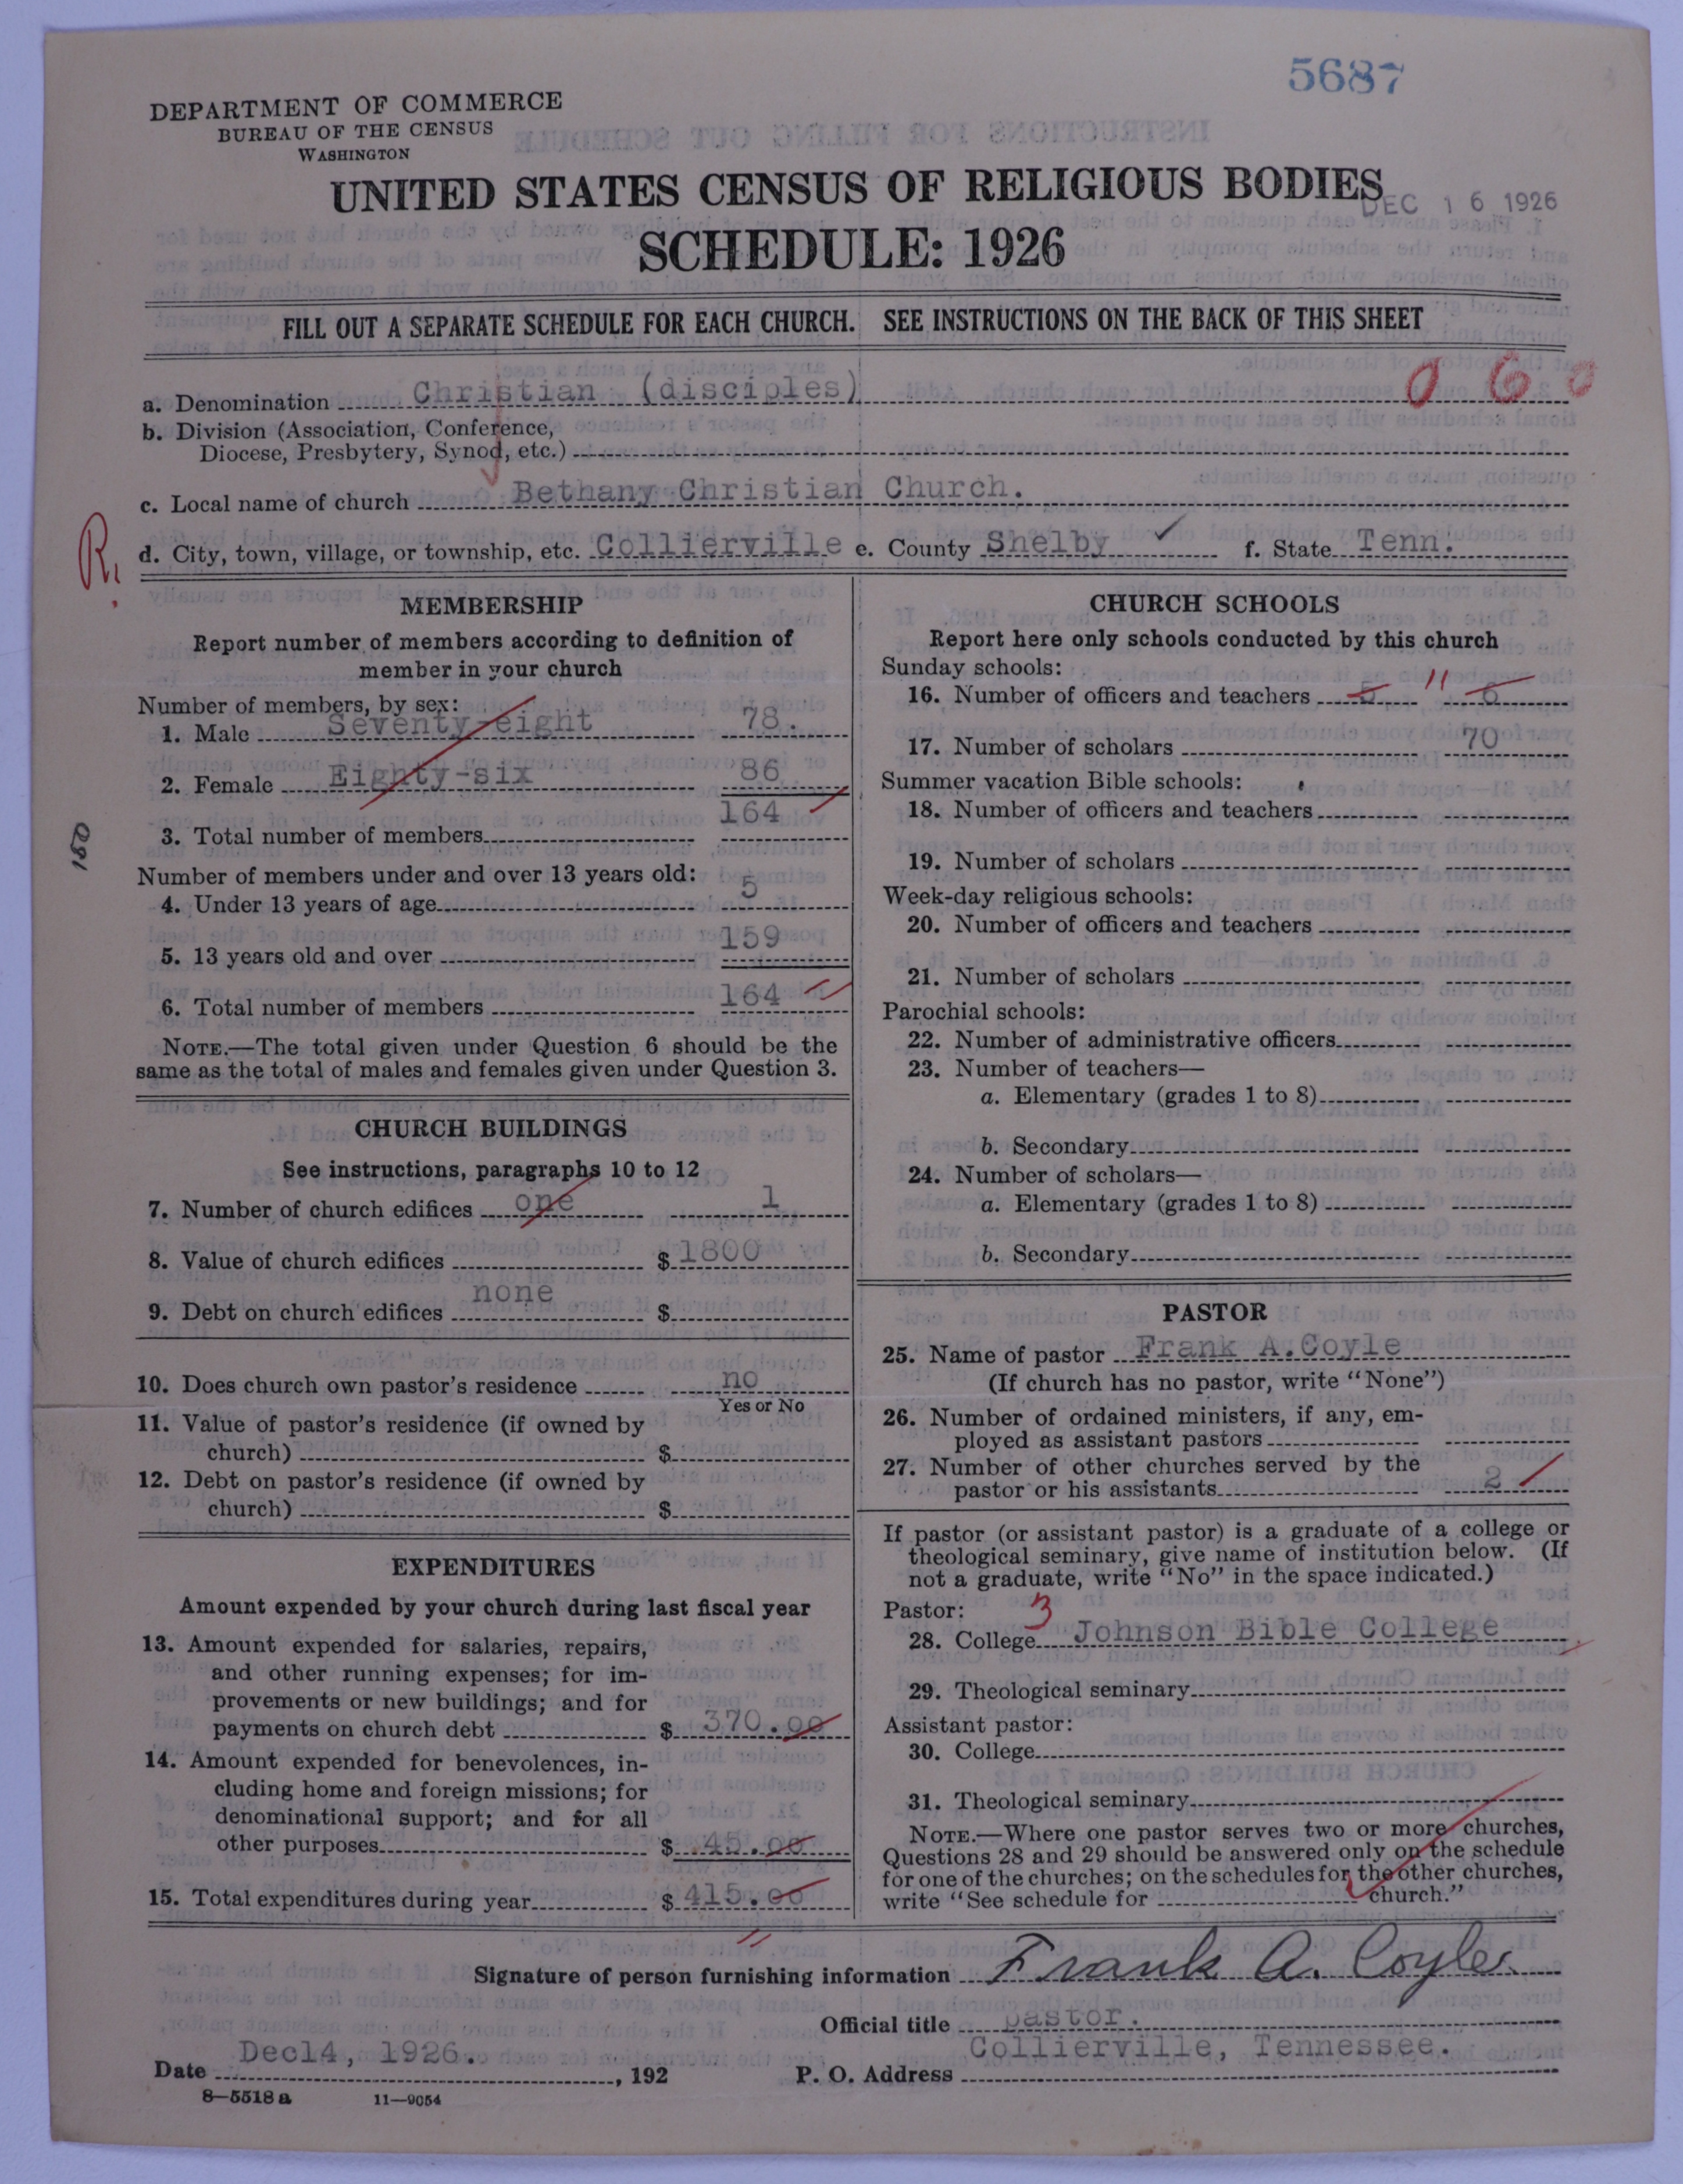 5687
DEPARTMENT OF COMMERCE
BUREAU OF THE CENSUS
WASHINGTON
UNITED STATES CENSUS OF RELIGIOUS BODIES
DEC 16 1926
SCHEDULE: 1926
FILL OUT A SEPARATE SCHEDULE FOR EACH CHURCH. SEE INSTRUCTIONS ON THE BACK OF THIS SHEET
a. Denomination Christian (disciples) 0 6 0
b. Division (Association, Conference,
Diocese, Presbytery, Synod, etc.)
c. Local name of church Bethany Christian Church.
R.
d. City, town, village, or township, etc. Collierville e. County Shelby ✓ f. State Tenn.
MEMBERSHIP
Report number of members according to definition of
member in your church
Number of members, by sex:
1. Male Seventy-eight 78.
2. Female Eighty-six 86
3. Total number of members 164
Number of members under and over 13 years old:
4. Under 13 years of age 5
5. 13 years old and over 159
6. Total number of members 164
NOTE.—The total given under Question 6 should be the
same as the total of males and females given under Question 3.
CHURCH BUILDINGS
See instructions, paragraphs 10 to 12
7. Number of church edifices one 1
8. Value of church edifices $ 1800
9. Debt on church edifices none $
10. Does church own pastor's residence no
Yes or No
11. Value of pastor's residence (if owned by
church) $
12. Debt on pastor's residence (if owned by
church) $
EXPENDITURES
Amount expended by your church during last fiscal year
13. Amount expended for salaries, repairs,
and other running expenses; for im-
provements or new buildings; and for
payments on church debt $ 370.00
14. Amount expended for benevolences, in-
cluding home and foreign missions; for
denominational support; and for all
other purposes $ 45.00
15. Total expenditures during year $ 415.00
CHURCH SCHOOLS
Report here only schools conducted by this church
Sunday schools:
16. Number of officers and teachers 5 11 6
17. Number of scholars 70
Summer vacation Bible schools:
18. Number of officers and teachers
19. Number of scholars
Week-day religious schools:
20. Number of officers and teachers
21. Number of scholars
Parochial schools:
22. Number of administrative officers
23. Number of teachers—
a. Elementary (grades 1 to 8)
b. Secondary
24. Number of scholars—
a. Elementary (grades 1 to 8)
b. Secondary
PASTOR
25. Name of pastor Frank A.Coyle
(If church has no pastor, write "None")
26. Number of ordained ministers, if any, em-
ployed as assistant pastors
27. Number of other churches served by the
pastor or his assistants 2
If pastor (or assistant pastor) is a graduate of a college or
theological seminary, give name of institution below. (If
not a graduate, write "No" in the space indicated.)
Pastor: 3
28. College Johnson Bible College
29. Theological seminary
Assistant pastor:
30. College
31. Theological seminary
NOTE.—Where one pastor serves two or more churches,
Questions 28 and 29 should be answered only on the schedule
for one of the churches; on the schedules for the other churches,
write "See schedule for church."
Signature of person furnishing information Frank A. Coyle
Official title pastor.
Date Dec14, 1926. , 192 P. O. Address Collierville, Tennessee.
8—5518 a 11—9054